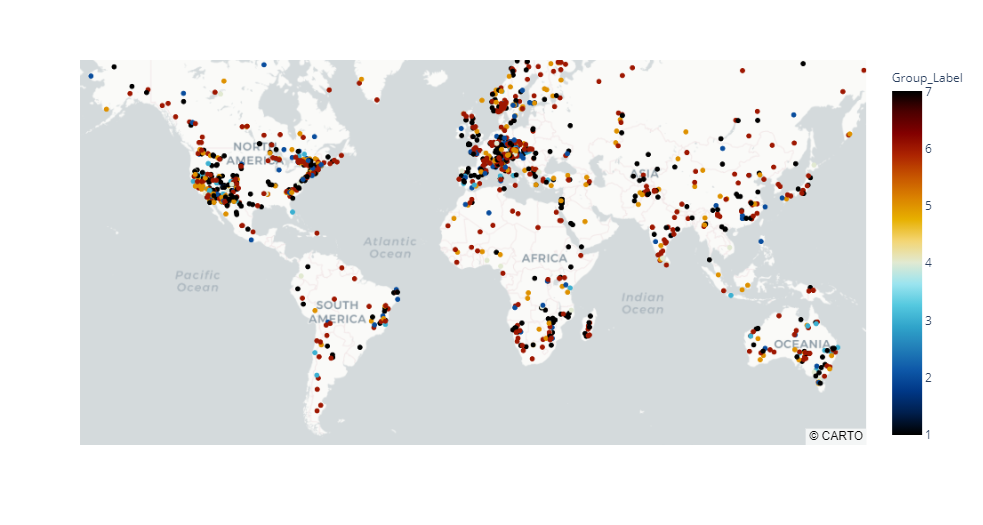 Group_Label
7
6
5
4
3
2
1
NORTH
AMERICA
ASIA
Atlantic
Ocean
AFRICA
Pacific
Ocean
Indian
Ocean
SOUTH
AMERICA
OCEANIA
© CARTO